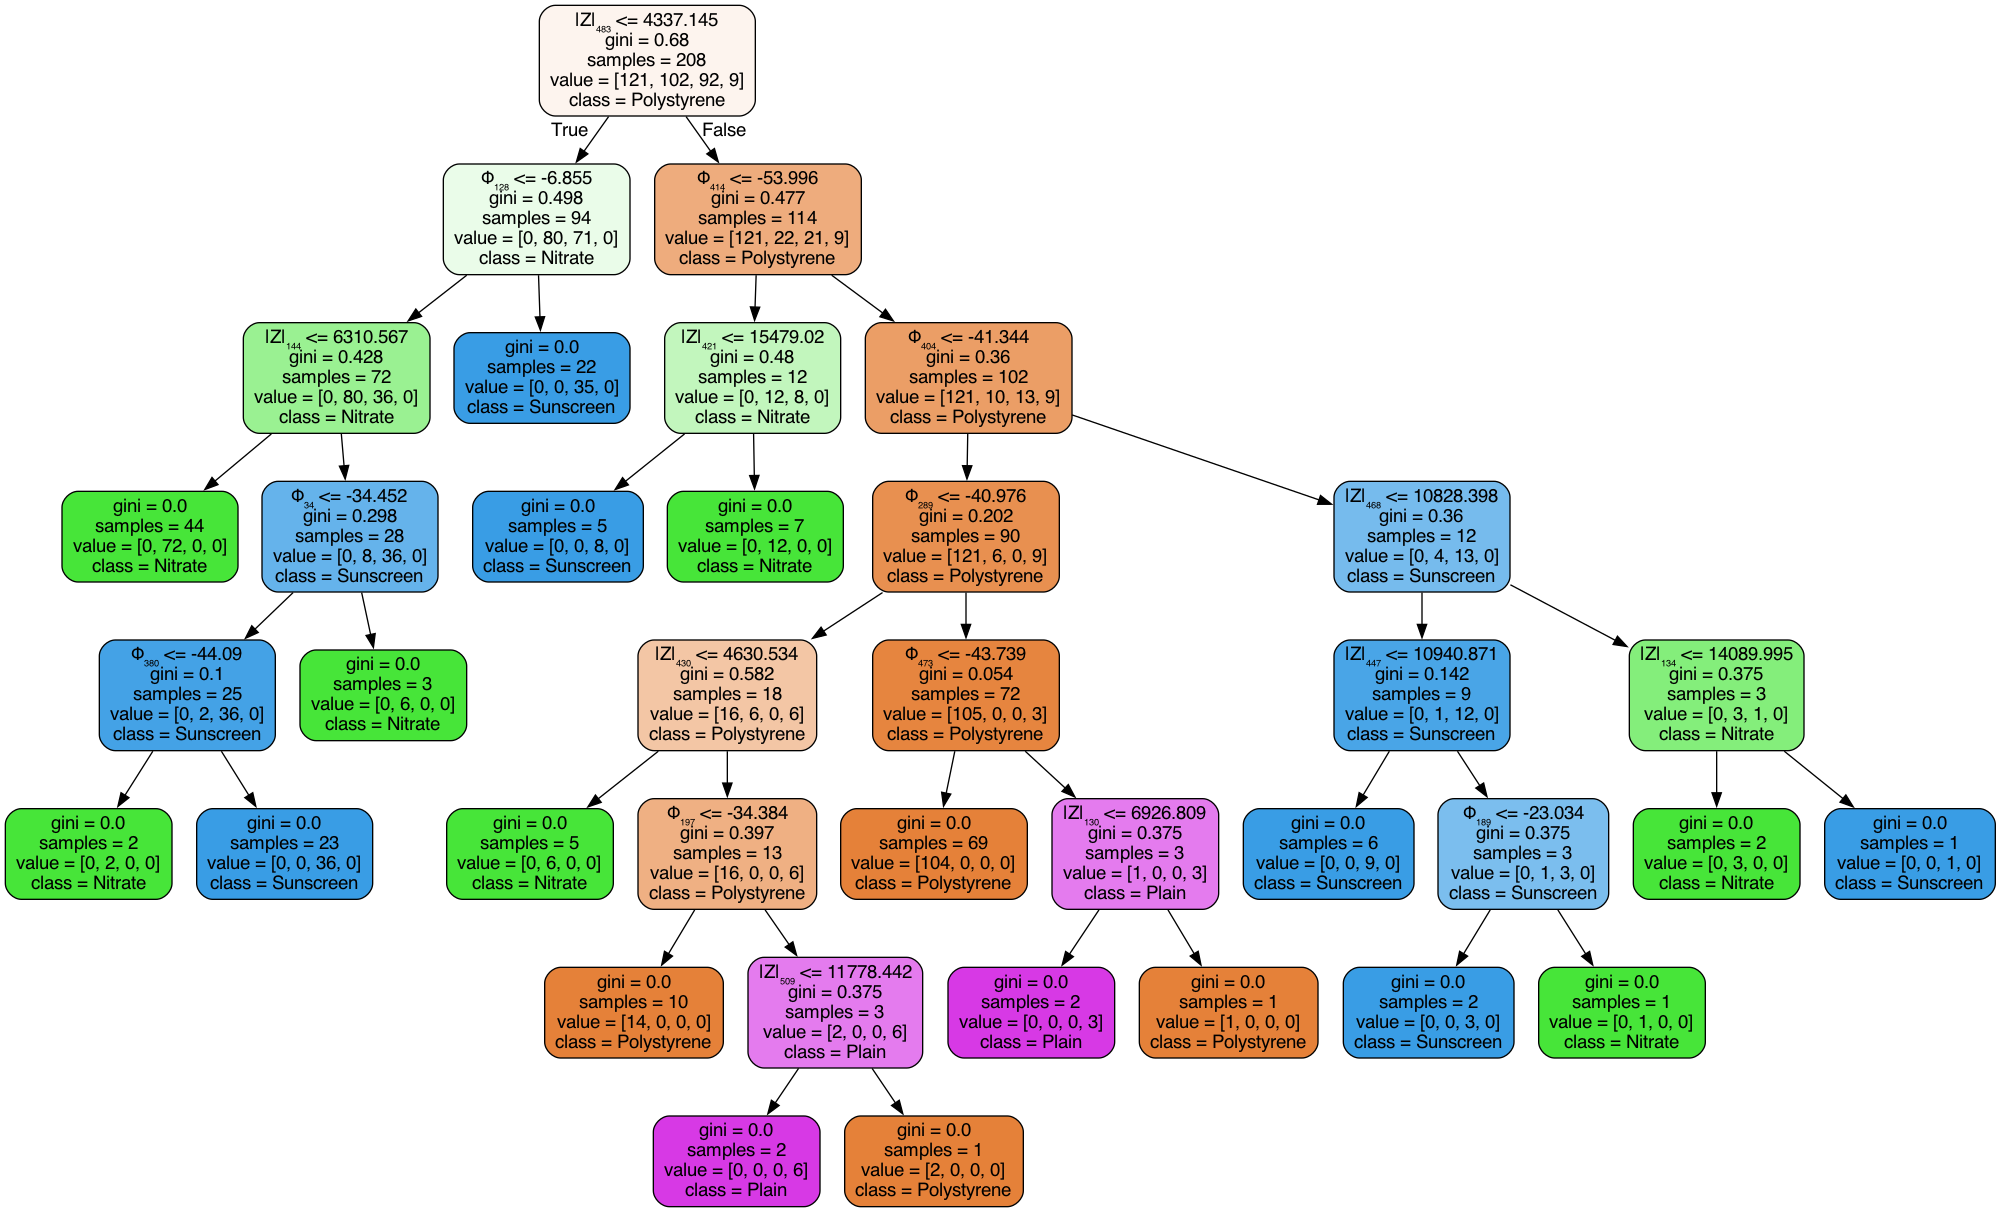 |Z|₄₈₃ <= 4337.145
gini = 0.68
samples = 208
value = [121, 102, 92, 9]
class = Polystyrene
True
False
Φ₁₂₈ <= -6.855
gini = 0.498
samples = 94
value = [0, 80, 71, 0]
class = Nitrate
Φ₄₁₄ <= -53.996
gini = 0.477
samples = 114
value = [121, 22, 21, 9]
class = Polystyrene
|Z|₁₄₄ <= 6310.567
gini = 0.428
samples = 72
value = [0, 80, 36, 0]
class = Nitrate
gini = 0.0
samples = 22
value = [0, 0, 35, 0]
class = Sunscreen
|Z|₄₂₁ <= 15479.02
gini = 0.48
samples = 12
value = [0, 12, 8, 0]
class = Nitrate
Φ₄₀₄ <= -41.344
gini = 0.36
samples = 102
value = [121, 10, 13, 9]
class = Polystyrene
gini = 0.0
samples = 44
value = [0, 72, 0, 0]
class = Nitrate
Φ₃₄ <= -34.452
gini = 0.298
samples = 28
value = [0, 8, 36, 0]
class = Sunscreen
gini = 0.0
samples = 5
value = [0, 0, 8, 0]
class = Sunscreen
gini = 0.0
samples = 7
value = [0, 12, 0, 0]
class = Nitrate
Φ₂₈₉ <= -40.976
gini = 0.202
samples = 90
value = [121, 6, 0, 9]
class = Polystyrene
|Z|₄₆₈ <= 10828.398
gini = 0.36
samples = 12
value = [0, 4, 13, 0]
class = Sunscreen
Φ₃₈₀ <= -44.09
gini = 0.1
samples = 25
value = [0, 2, 36, 0]
class = Sunscreen
gini = 0.0
samples = 3
value = [0, 6, 0, 0]
class = Nitrate
|Z|₄₃₀ <= 4630.534
gini = 0.582
samples = 18
value = [16, 6, 0, 6]
class = Polystyrene
Φ₄₇₃ <= -43.739
gini = 0.054
samples = 72
value = [105, 0, 0, 3]
class = Polystyrene
|Z|₄₄₇ <= 10940.871
gini = 0.142
samples = 9
value = [0, 1, 12, 0]
class = Sunscreen
|Z|₁₃₄ <= 14089.995
gini = 0.375
samples = 3
value = [0, 3, 1, 0]
class = Nitrate
gini = 0.0
samples = 2
value = [0, 2, 0, 0]
class = Nitrate
gini = 0.0
samples = 23
value = [0, 0, 36, 0]
class = Sunscreen
gini = 0.0
samples = 5
value = [0, 6, 0, 0]
class = Nitrate
Φ₁₉₇ <= -34.384
gini = 0.397
samples = 13
value = [16, 0, 0, 6]
class = Polystyrene
gini = 0.0
samples = 69
value = [104, 0, 0, 0]
class = Polystyrene
|Z|₁₃₀ <= 6926.809
gini = 0.375
samples = 3
value = [1, 0, 0, 3]
class = Plain
gini = 0.0
samples = 6
value = [0, 0, 9, 0]
class = Sunscreen
Φ₁₈₉ <= -23.034
gini = 0.375
samples = 3
value = [0, 1, 3, 0]
class = Sunscreen
gini = 0.0
samples = 2
value = [0, 3, 0, 0]
class = Nitrate
gini = 0.0
samples = 1
value = [0, 0, 1, 0]
class = Sunscreen
gini = 0.0
samples = 10
value = [14, 0, 0, 0]
class = Polystyrene
|Z|₅₀₉ <= 11778.442
gini = 0.375
samples = 3
value = [2, 0, 0, 6]
class = Plain
gini = 0.0
samples = 2
value = [0, 0, 0, 3]
class = Plain
gini = 0.0
samples = 1
value = [1, 0, 0, 0]
class = Polystyrene
gini = 0.0
samples = 2
value = [0, 0, 3, 0]
class = Sunscreen
gini = 0.0
samples = 1
value = [0, 1, 0, 0]
class = Nitrate
gini = 0.0
samples = 2
value = [0, 0, 0, 6]
class = Plain
gini = 0.0
samples = 1
value = [2, 0, 0, 0]
class = Polystyrene